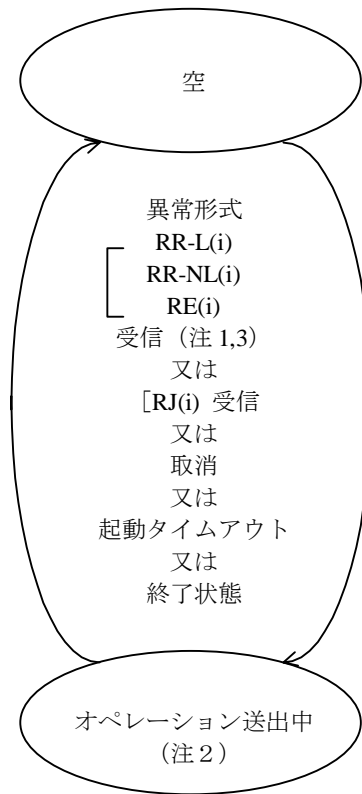 空
異常形式
RR-L(i)
RR-NL(i)
RE(i)
受信（注 1,3）
又は
［RJ(i) 受信
又は
取消
又は
起動タイムアウト
又は
終了状態
オペレーション送出中
（注２）